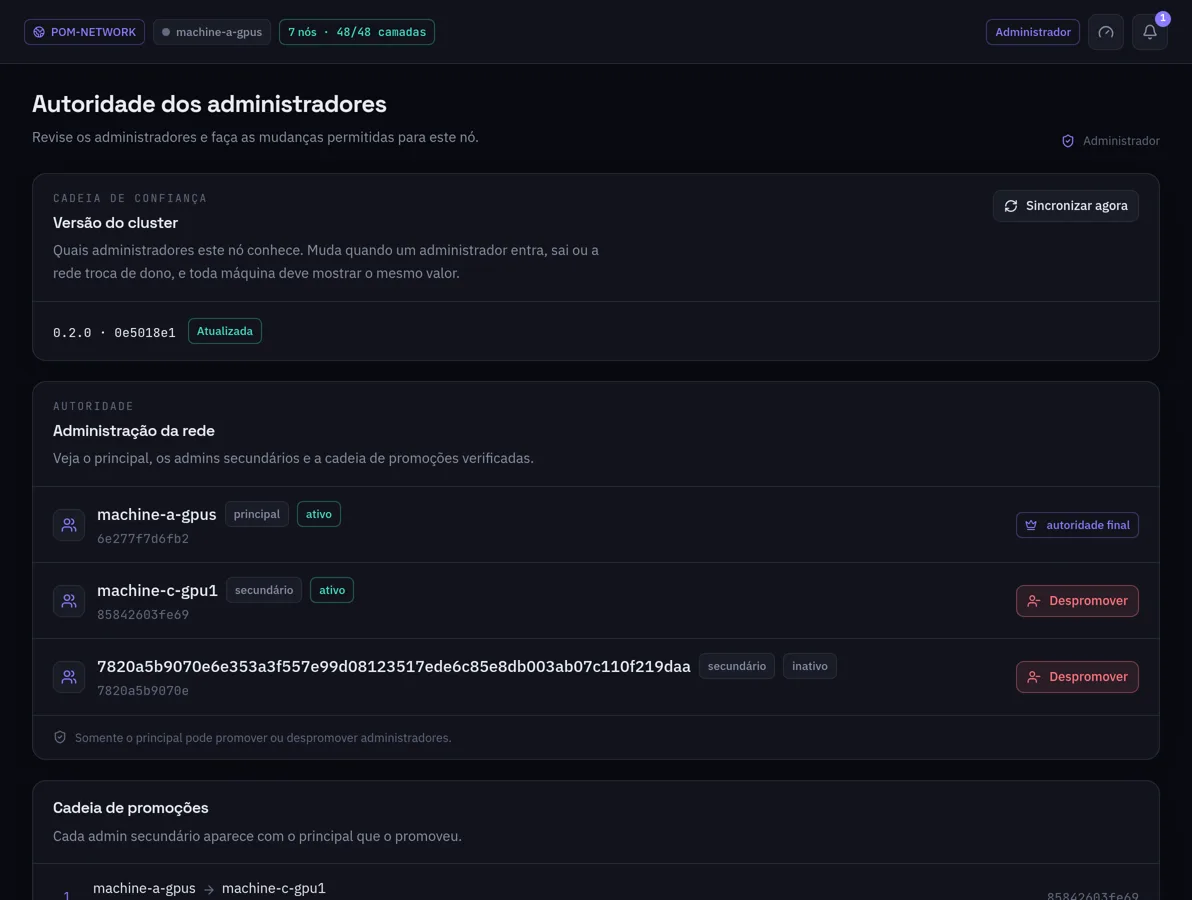 POM-NETWORK
machine-a-gpus
7 nós · 48/48 camadas
Administrador
1
Autoridade dos administradores
Revise os administradores e faça as mudanças permitidas para este nó.
Administrador
CADEIA DE CONFIANÇA
Versão do cluster
Sincronizar agora
Quais administradores este nó conhece. Muda quando um administrador entra, sai ou a
rede troca de dono, e toda máquina deve mostrar o mesmo valor.
0.2.0 · 0e5018e1 Atualizada
AUTORIDADE
Administração da rede
Veja o principal, os admins secundários e a cadeia de promoções verificadas.
machine-a-gpus principal ativo
6e277f7d6fb2
autoridade final
machine-c-gpu1 secundário ativo
85842603fe69
Despromover
7820a5b9070e6e353a3f557e99d08123517ede6c85e8db003ab07c110f219daa secundário inativo
7820a5b9070e
Despromover
Somente o principal pode promover ou despromover administradores.
Cadeia de promoções
Cada admin secundário aparece com o principal que o promoveu.
1
machine-a-gpus → machine-c-gpu1
85842603fe69